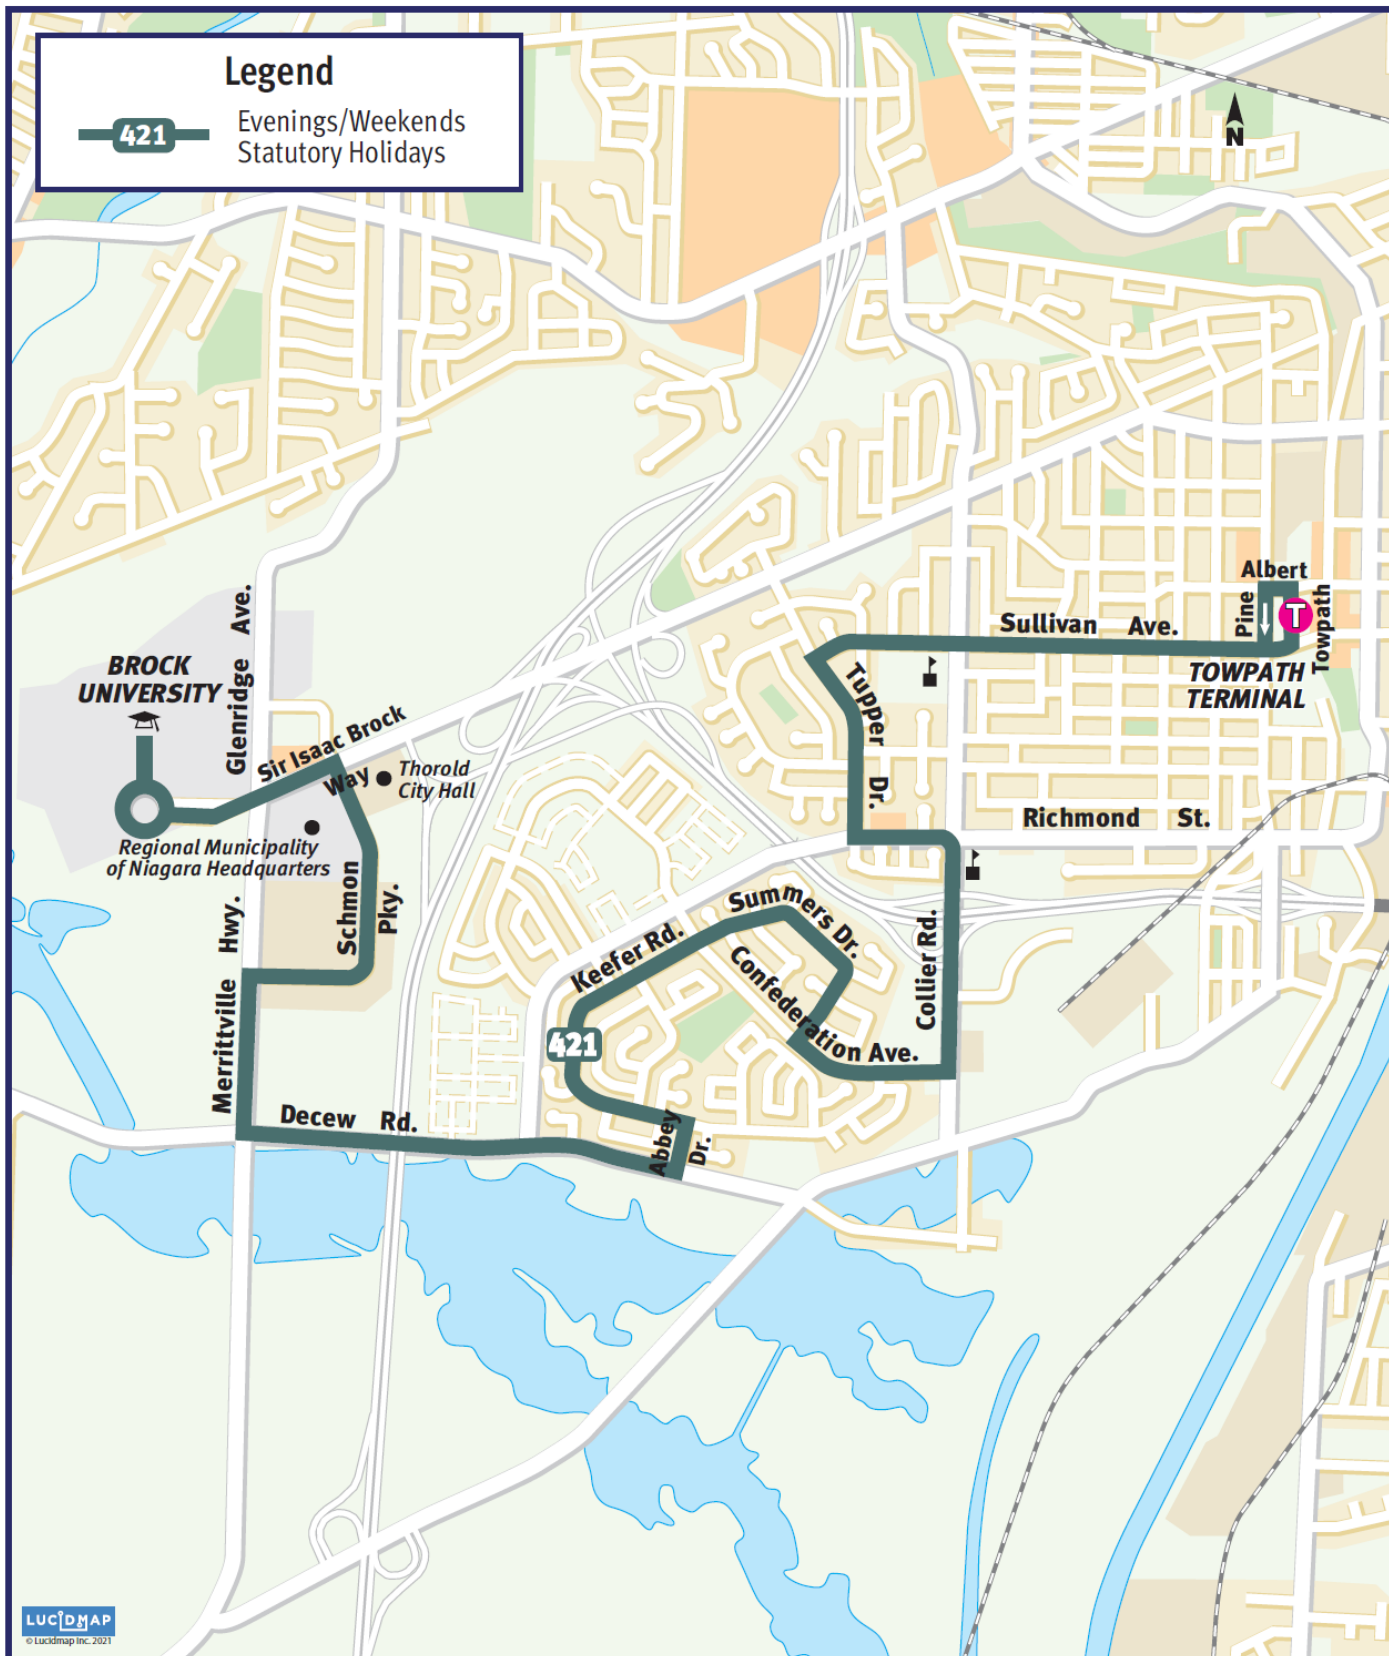 Legend
421
Evenings/Weekends
Statutory Holidays
N
Albert
Pine
T
Towpath
Sullivan Ave.
TOWPATH
TERMINAL
Glenridge Ave.
BROCK
UNIVERSITY
Sir Isaac Brock
Way
Thorold
City Hall
Tupper Dr.
Richmond St.
Regional Municipality
of Niagara Headquarters
Schmon
Pky.
Merrittville Hwy.
Summers Dr.
Keefer Rd.
Confederation Ave.
Collier Rd.
421
Decew Rd.
Abbey
Dr.
LUCIDMAP
© Lucidmap Inc. 2021